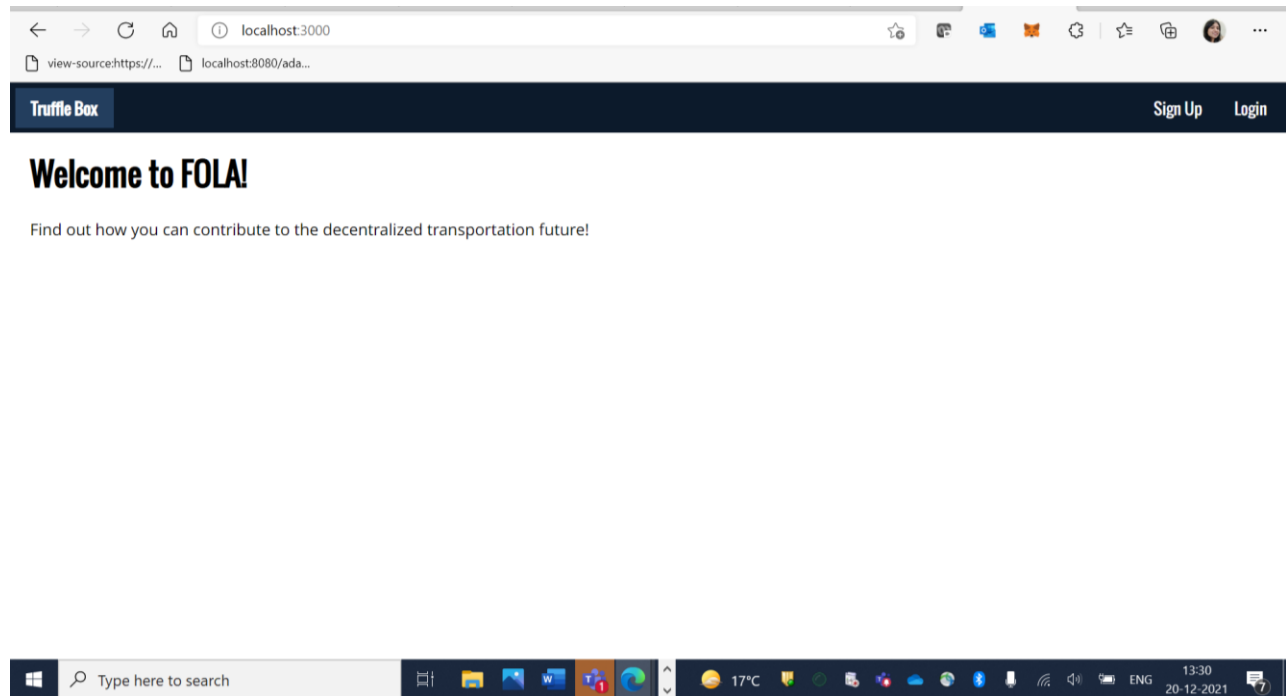 localhost:3000
view-source:https://... localhost:8080/ada...
Truffle Box Sign Up Login
Welcome to FOLA!
Find out how you can contribute to the decentralized transportation future!
Type here to search 17°C ENG 13:30
20-12-2021